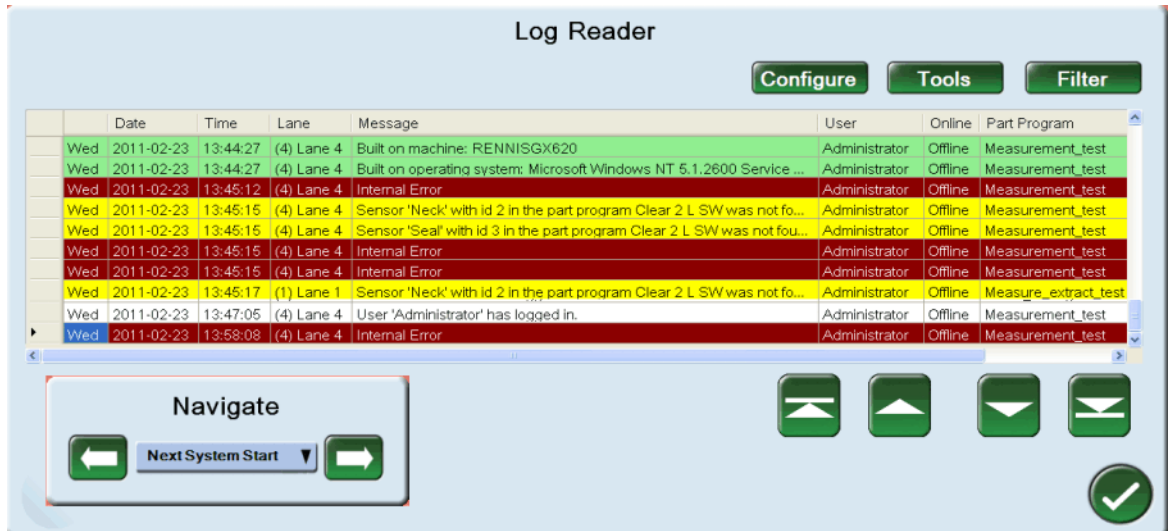 Log Reader
Configure Tools Filter
Date Time Lane Message User Online Part Program
Wed 2011-02-23 13:44:27 (4) Lane 4 Built on machine: RENNISGX620 Administrator Offline Measurement_test
Wed 2011-02-23 13:44:27 (4) Lane 4 Built on operating system: Microsoft Windows NT 5.1.2600 Service ... Administrator Offline Measurement_test
Wed 2011-02-23 13:45:12 (4) Lane 4 Internal Error Administrator Offline Measurement_test
Wed 2011-02-23 13:45:15 (4) Lane 4 Sensor 'Neck' with id 2 in the part program Clear 2 L SW was not fo... Administrator Offline Measurement_test
Wed 2011-02-23 13:45:15 (4) Lane 4 Sensor 'Seal' with id 3 in the part program Clear 2 L SW was not fou... Administrator Offline Measurement_test
Wed 2011-02-23 13:45:15 (4) Lane 4 Internal Error Administrator Offline Measurement_test
Wed 2011-02-23 13:45:15 (4) Lane 4 Internal Error Administrator Offline Measurement_test
Wed 2011-02-23 13:45:17 (1) Lane 1 Sensor 'Neck' with id 2 in the part program Clear 2 L SW was not fo... Administrator Offline Measure_extract_test
Wed 2011-02-23 13:47:05 (4) Lane 4 User 'Administrator' has logged in. Administrator Offline Measurement_test
Wed 2011-02-23 13:58:08 (4) Lane 4 Internal Error Administrator Offline Measurement_test
Navigate
Next System Start